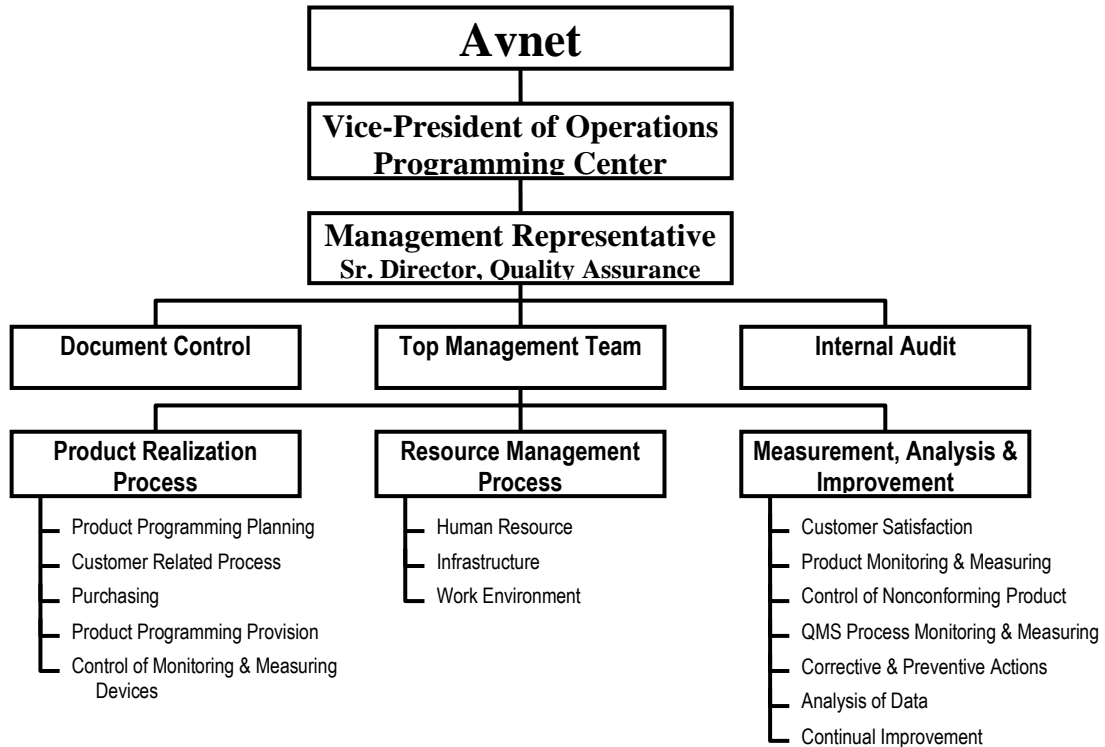 Avnet
Vice-President of Operations
Programming Center
Management Representative
Sr. Director, Quality Assurance
Document Control
Top Management Team
Internal Audit
Product Realization
Process
Resource Management
Process
Measurement, Analysis &
Improvement
Product Programming Planning
Customer Related Process
Purchasing
Product Programming Provision
Control of Monitoring & Measuring
Devices
Human Resource
Infrastructure
Work Environment
Customer Satisfaction
Product Monitoring & Measuring
Control of Nonconforming Product
QMS Process Monitoring & Measuring
Corrective & Preventive Actions
Analysis of Data
Continual Improvement